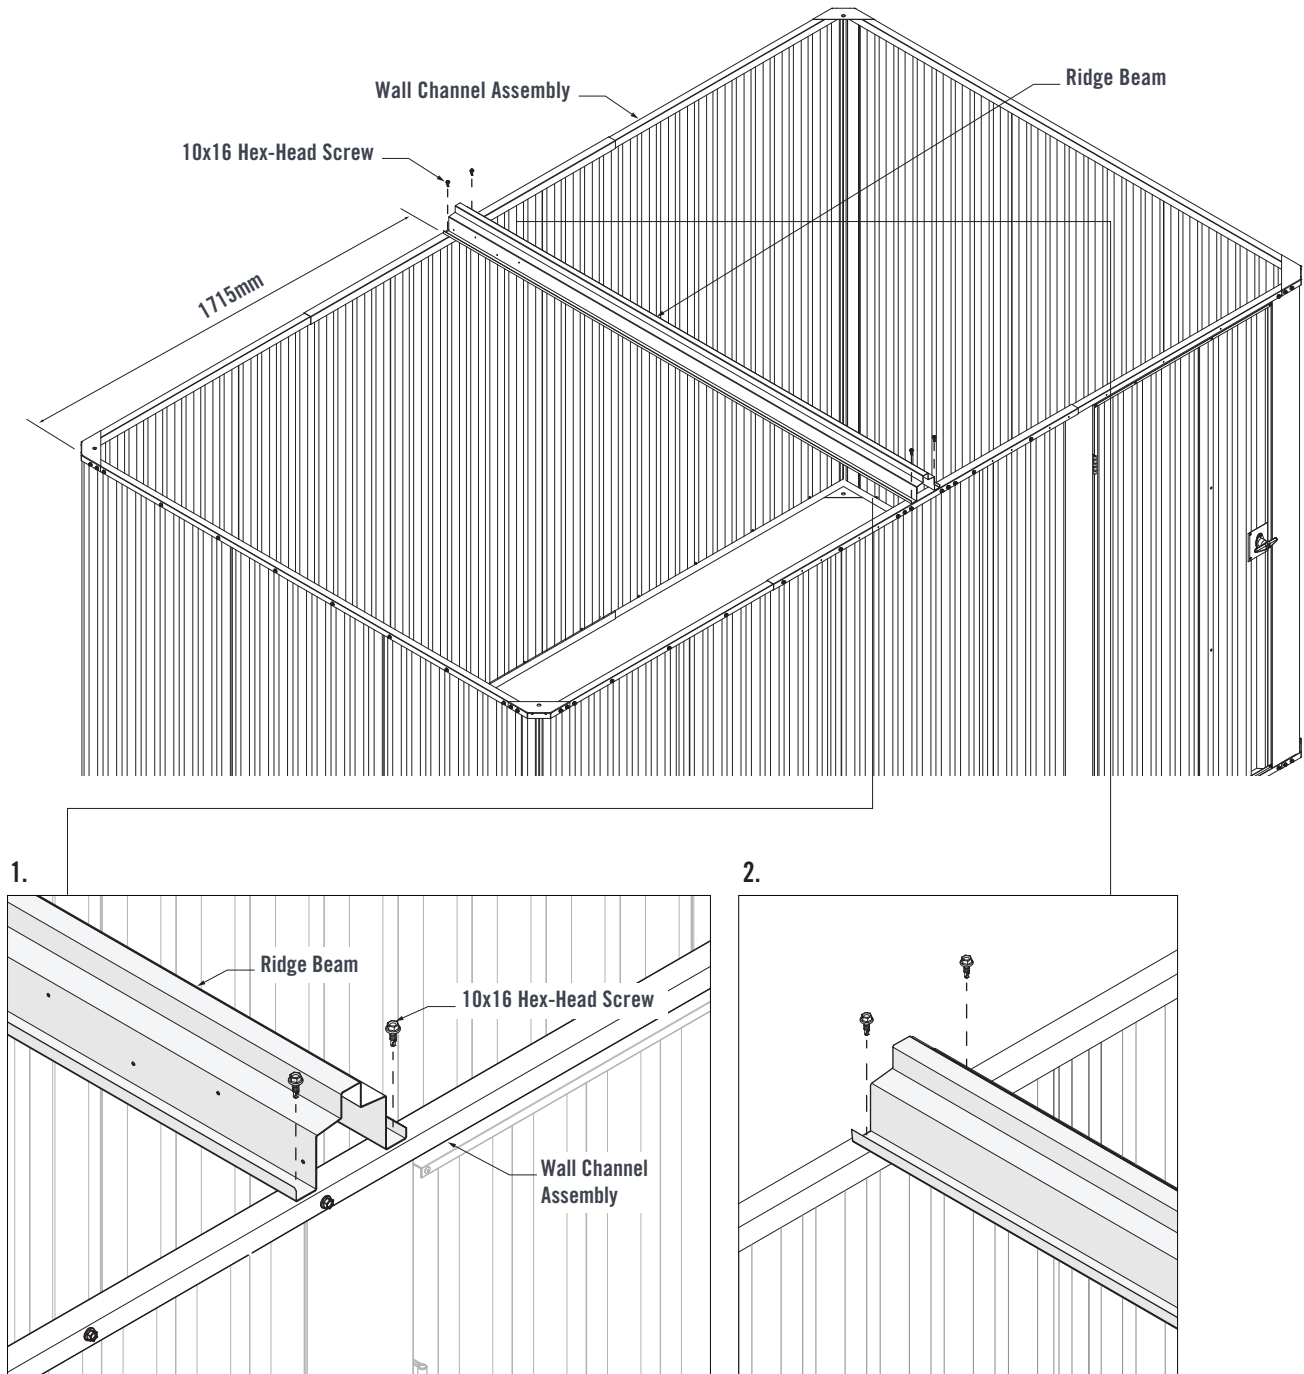 Ridge Beam
Wall Channel Assembly
10x16 Hex-Head Screw
1715mm
1.
2.
Ridge Beam
10x16 Hex-Head Screw
Wall Channel
Assembly